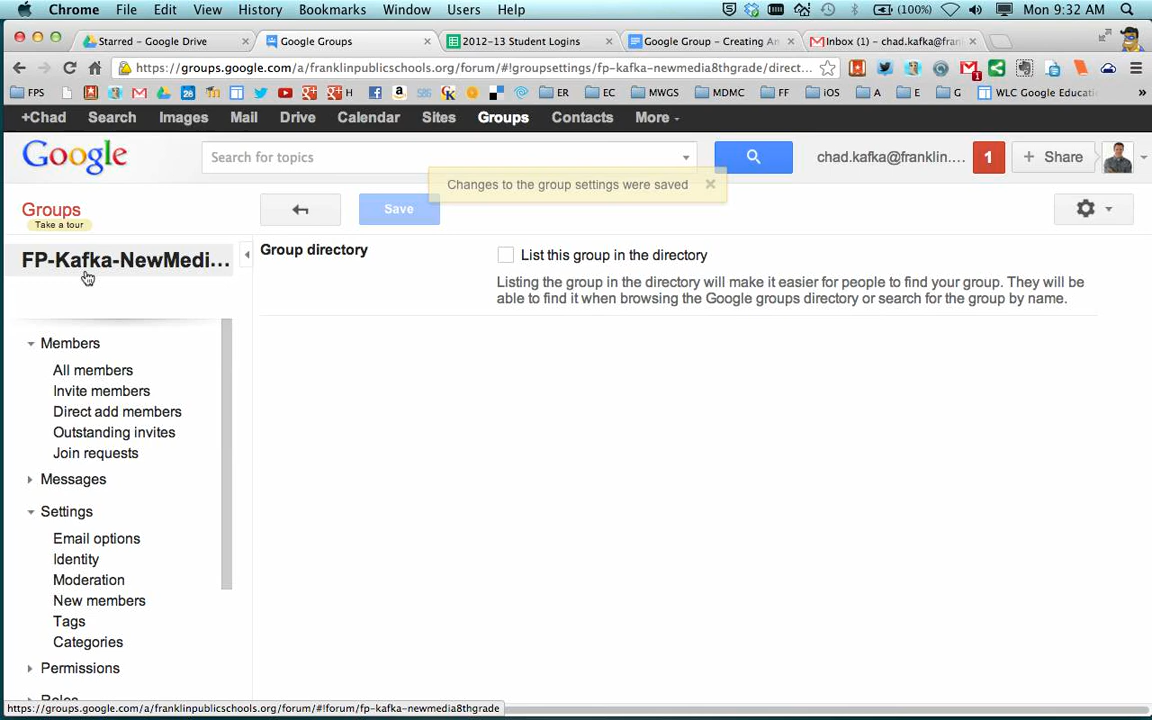 Chrome File Edit View History Bookmarks Window Users Help (100%) Mon 9:32 AM
Starred – Google Drive Google Groups 2012-13 Student Logins Google Group – Creating An Inbox (1) – chad.kafka@fran
https://groups.google.com/a/franklinpublicschools.org/forum/#!groupsettings/fp-kafka-newmedia8thgrade/direct...
FPS H ER EC MWGS MDMC FF iOS A E G WLC Google Educati
+Chad Search Images Mail Drive Calendar Sites Groups Contacts More
Google Search for topics chad.kafka@franklin.... 1 + Share
Changes to the group settings were saved
Groups
Take a tour
Save
FP-Kafka-NewMedi...
Group directory
List this group in the directory
Listing the group in the directory will make it easier for people to find your group. They will be
able to find it when browsing the Google groups directory or search for the group by name.
Members
All members
Invite members
Direct add members
Outstanding invites
Join requests
Messages
Settings
Email options
Identity
Moderation
New members
Tags
Categories
Permissions
Roles
https://groups.google.com/a/franklinpublicschools.org/forum/#!forum/fp-kafka-newmedia8thgrade